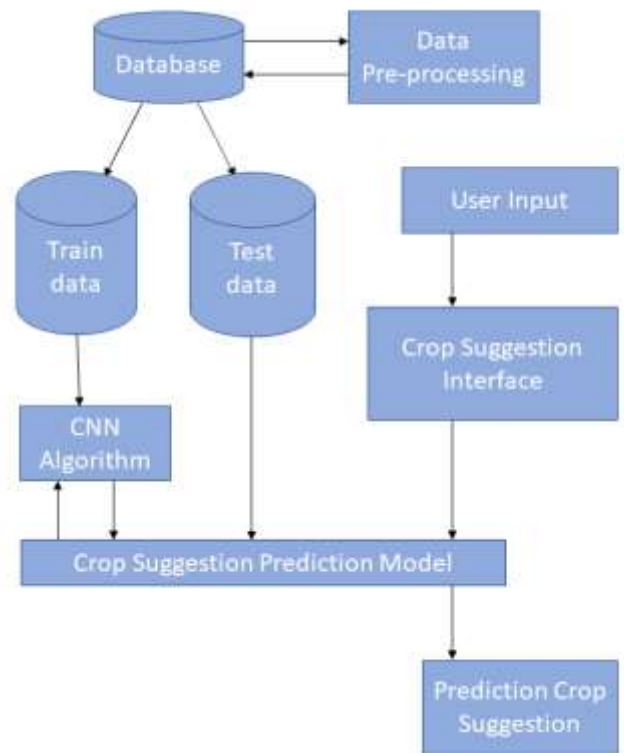 Database
Data
Pre-processing
Train
data
Test
data
User Input
Crop Suggestion
Interface
CNN
Algorithm
Crop Suggestion Prediction Model
Prediction Crop
Suggestion